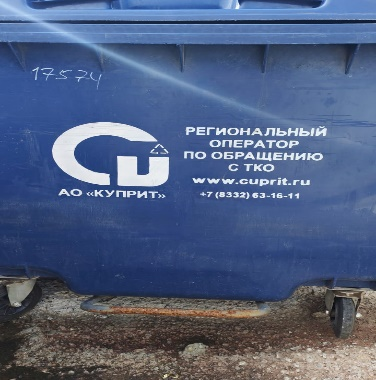 17574
РЕГИОНАЛЬНЫЙ
ОПЕРАТОР
ПО ОБРАЩЕНИЮ
С ТКО
www.cuprit.ru
+7 (8332) 63-16-11
АО «КУПРИТ»